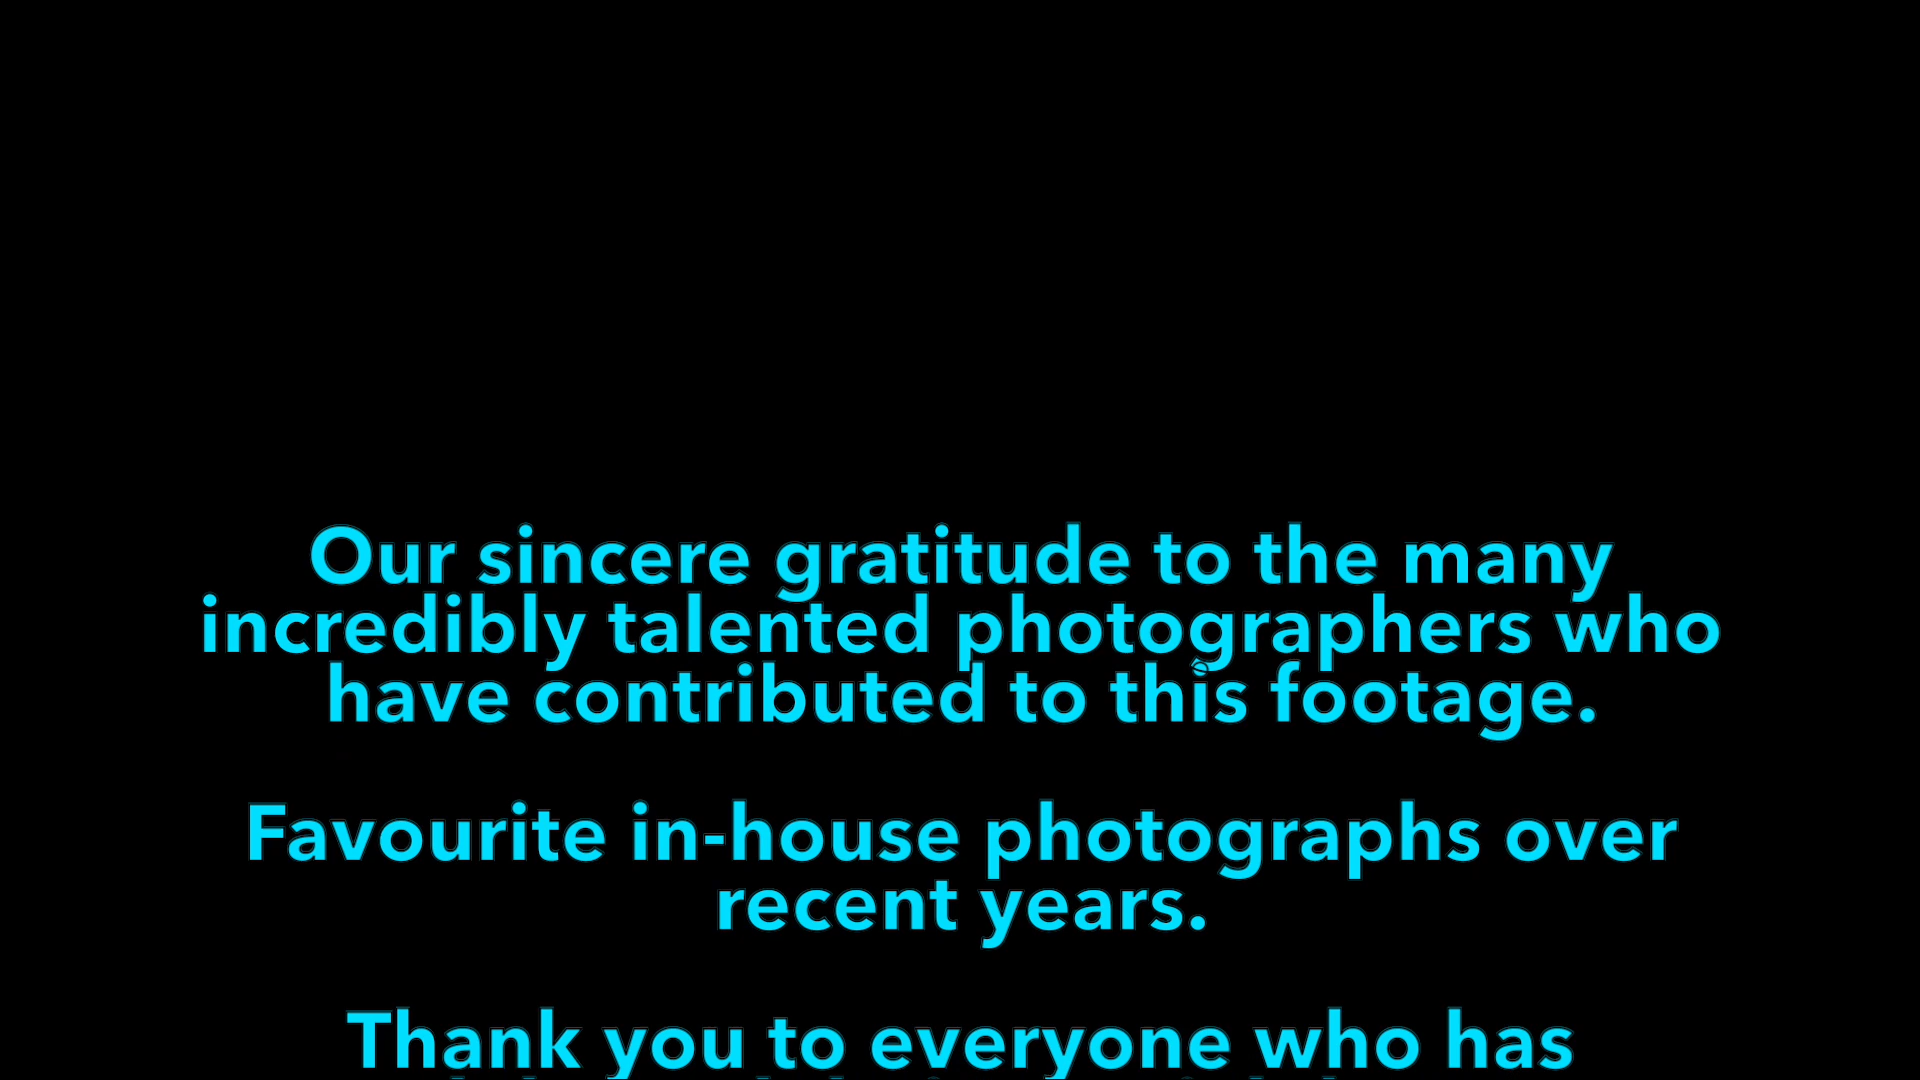 Our sincere gratitude to the many
incredibly talented photographers who
have contributed to this footage.
Favourite in-house photographs over
recent years.
Thank you to everyone who has